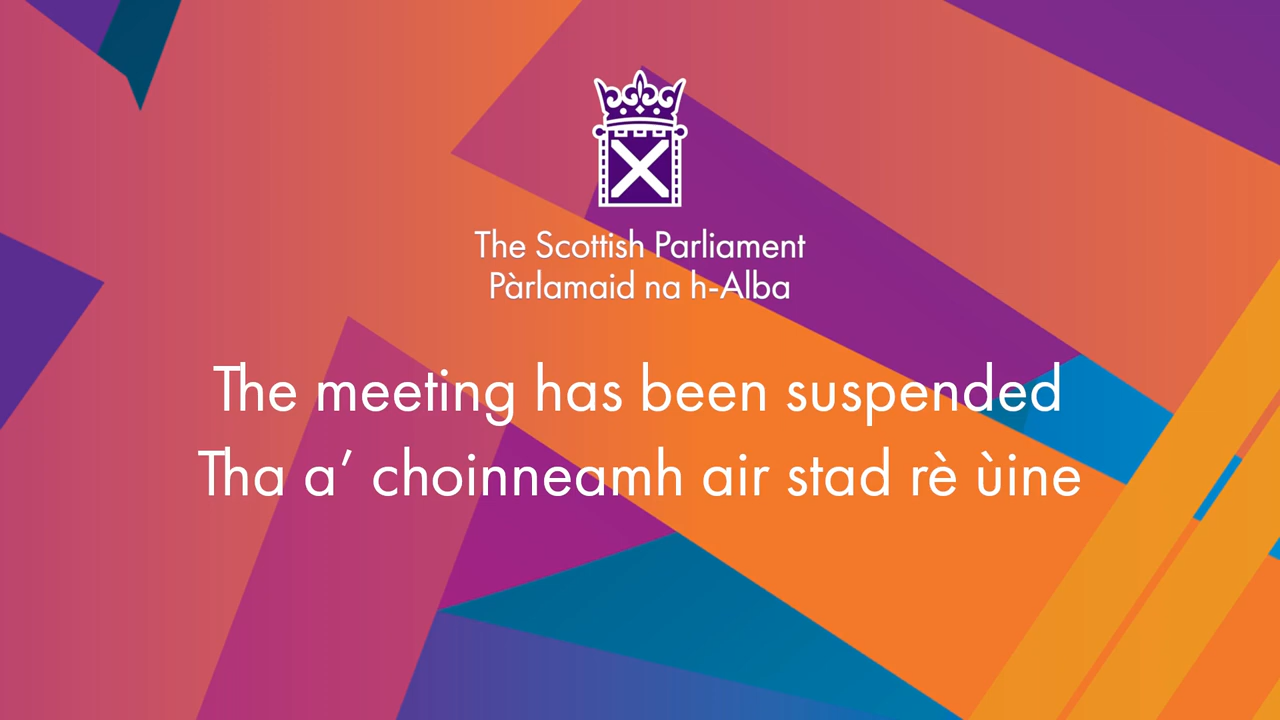 The Scottish Parliament
Pàrlamaid na h-Alba
The meeting has been suspended
Tha a’ choinneamh air stad rè ùine